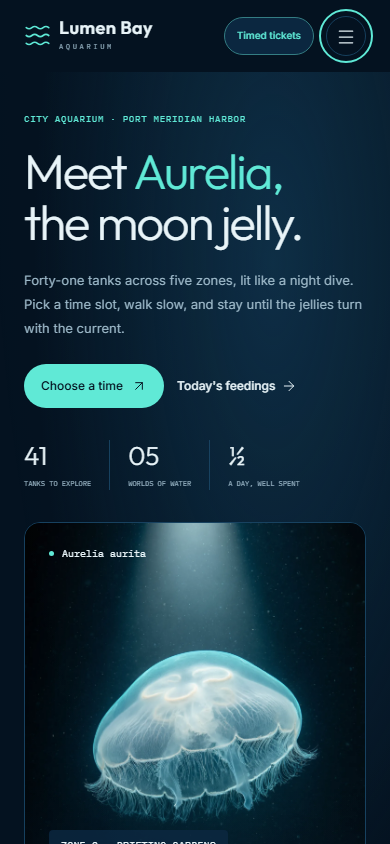 Lumen Bay
AQUARIUM
Timed tickets
CITY AQUARIUM · PORT MERIDIAN HARBOR
Meet Aurelia,
the moon jelly.
Forty-one tanks across five zones, lit like a night dive.
Pick a time slot, walk slow, and stay until the jellies turn
with the current.
Choose a time
Today's feedings
41
TANKS TO EXPLORE
05
WORLDS OF WATER
½
A DAY, WELL SPENT
Aurelia aurita